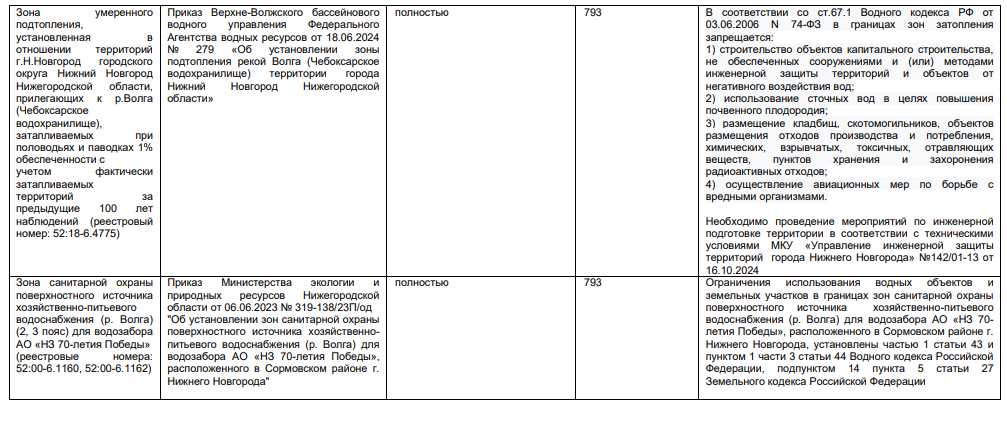 Зона умеренного
подтопления,
установленная в
отношении территорий
г.Н.Новгород городского
округа Нижний Новгород
Нижегородской области,
прилегающих к р.Волга
(Чебоксарское
водохранилище),
затапливаемых при
половодьях и паводках 1%
обеспеченности с
учетом фактически
затапливаемых
территорий за
предыдущие 100 лет
наблюдений (реестровый
номер: 52:18-6.4775)
Приказ Верхне-Волжского бассейнового
водного управления Федерального
Агентства водных ресурсов от 18.06.2024
№ 279 «Об установлении зоны
подтопления рекой Волга (Чебоксарское
водохранилище) территории города
Нижний Новгород Нижегородской
области»
полностью
793
В соответствии со ст.67.1 Водного кодекса РФ от
03.06.2006 N 74-ФЗ в границах зон затопления
запрещается:
1) строительство объектов капитального строительства,
не обеспеченных сооружениями и (или) методами
инженерной защиты территорий и объектов от
негативного воздействия вод;
2) использование сточных вод в целях повышения
почвенного плодородия;
3) размещение кладбищ, скотомогильников, объектов
размещения отходов производства и потребления,
химических, взрывчатых, токсичных, отравляющих
веществ, пунктов хранения и захоронения
радиоактивных отходов;
4) осуществление авиационных мер по борьбе с
вредными организмами.
Необходимо проведение мероприятий по инженерной
подготовке территории в соответствии с техническими
условиями МКУ «Управление инженерной защиты
территорий города Нижнего Новгорода» №142/01-13 от
16.10.2024
Зона санитарной охраны
поверхностного источника
хозяйственно-питьевого
водоснабжения (р. Волга)
(2, 3 пояс) для водозабора
АО «НЗ 70-летия Победы»
(реестровые номера:
52:00-6.1160, 52:00-6.1162)
Приказ Министерства экологии и
природных ресурсов Нижегородской
области от 06.06.2023 № 319-138/23П/од
"Об установлении зон санитарной охраны
поверхностного источника хозяйственно-
питьевого водоснабжения (р. Волга) для
водозабора АО «НЗ 70-летия Победы»,
расположенного в Сормовском районе г.
Нижнего Новгорода"
полностью
793
Ограничения использования водных объектов и
земельных участков в границах зон санитарной охраны
поверхностного источника хозяйственно-питьевого
водоснабжения (р. Волга) для водозабора АО «НЗ 70-
летия Победы», расположенного в Сормовском районе г.
Нижнего Новгорода, установлены частью 1 статьи 43 и
пунктом 1 части 3 статьи 44 Водного кодекса Российской
Федерации, подпунктом 14 пункта 5 статьи 27
Земельного кодекса Российской Федерации